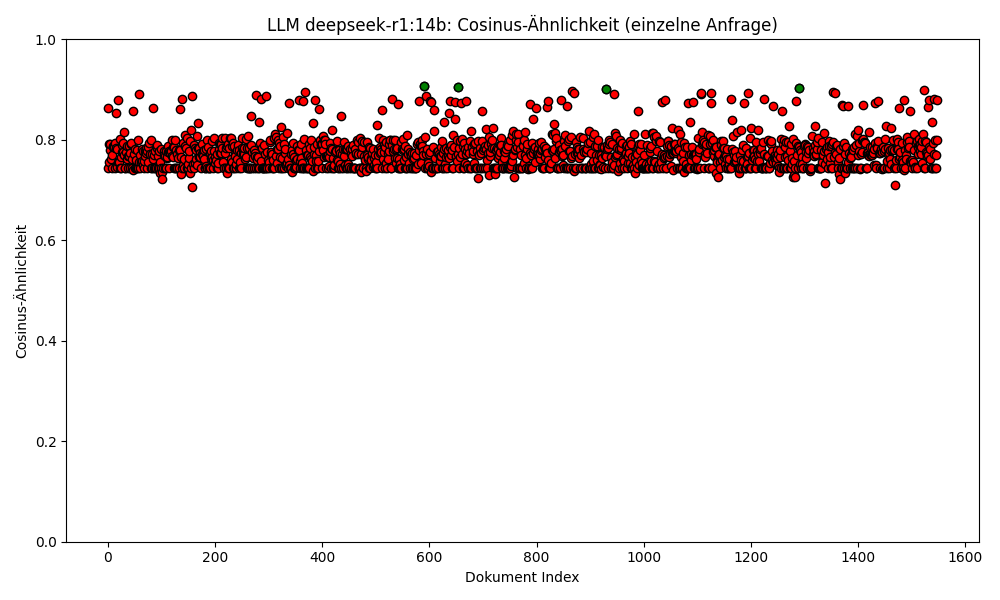 LLM deepseek-r1:14b: Cosinus-Ähnlichkeit (einzelne Anfrage)
1.0
0.8
0.6
0.4
0.2
0.0
Cosinus-Ähnlichkeit
0 200 400 600 800 1000 1200 1400 1600
Dokument Index